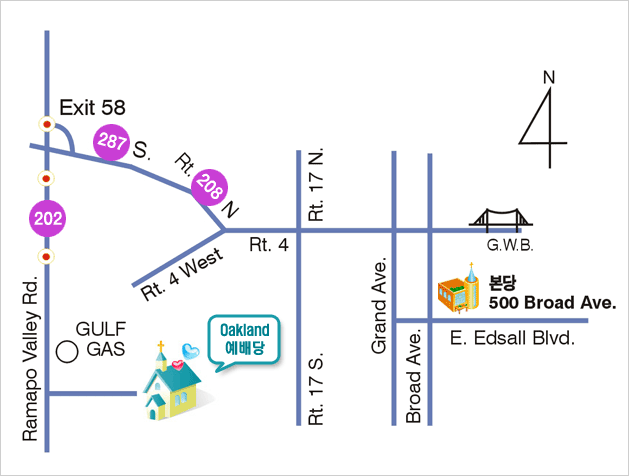 N
Exit 58
287 S.
Rt. 208 N
202
Rt. 17 N.
Rt. 4
G.W.B.
Rt. 4 West
본당
500 Broad Ave.
Ramapo Valley Rd.
GULF
GAS
Oakland
예배당
Rt. 17 S.
Grand Ave.
Broad Ave.
E. Edsall Blvd.